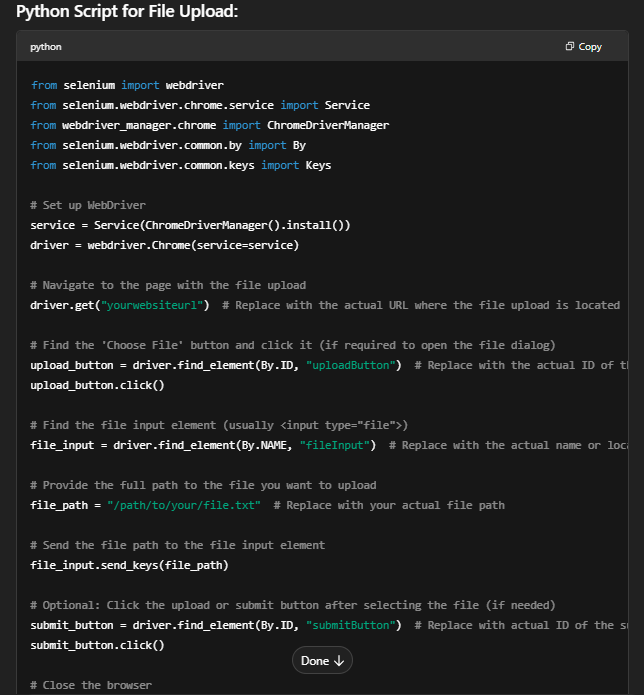 Python Script for File Upload:
python
Copy
from selenium import webdriver
from selenium.webdriver.chrome.service import Service
from webdriver_manager.chrome import ChromeDriverManager
from selenium.webdriver.common.by import By
from selenium.webdriver.common.keys import Keys
# Set up WebDriver
service = Service(ChromeDriverManager().install())
driver = webdriver.Chrome(service=service)
# Navigate to the page with the file upload
driver.get("yourwebsiteurl")  # Replace with the actual URL where the file upload is located
# Find the 'Choose File' button and click it (if required to open the file dialog)
upload_button = driver.find_element(By.ID, "uploadButton")  # Replace with the actual ID of
upload_button.click()
# Find the file input element (usually <input type="file">)
file_input = driver.find_element(By.NAME, "fileInput")  # Replace with the actual name or
# Provide the full path to the file you want to upload
file_path = "/path/to/your/file.txt"  # Replace with your actual file path
# Send the file path to the file input element
file_input.send_keys(file_path)
# Optional: Click the upload or submit button after selecting the file (if needed)
submit_button = driver.find_element(By.ID, "submitButton")  # Replace with actual ID of the
submit_button.click()
Done ↓
# Close the browser